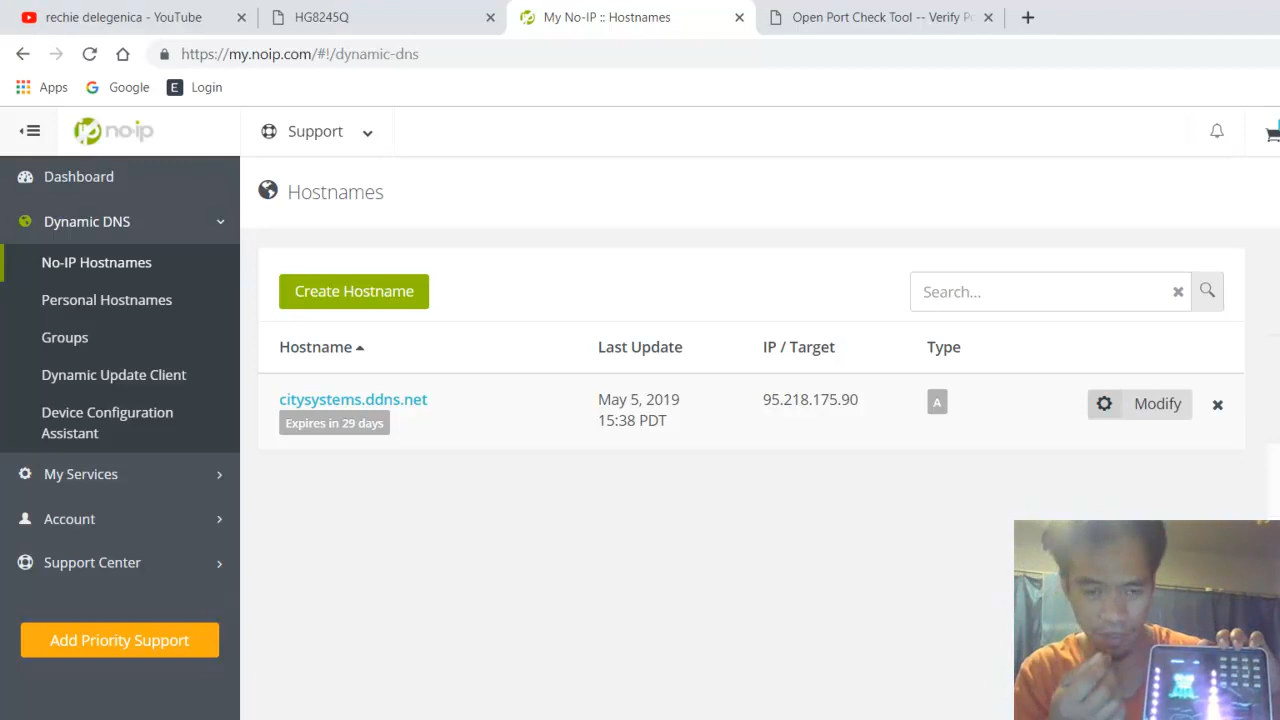 rechie delegenica - YouTube
HG8245Q
My No-IP :: Hostnames
Open Port Check Tool -- Verify Po
https://my.noip.com/#!/dynamic-dns
Apps
Google
E
Login
no-ip
Support
Dashboard
Dynamic DNS
No-IP Hostnames
Personal Hostnames
Groups
Dynamic Update Client
Device Configuration
Assistant
My Services
Account
Support Center
Add Priority Support
Hostnames
Create Hostname
Search...
Hostname
Last Update
IP / Target
Type
citysystems.ddns.net
Expires in 29 days
May 5, 2019
15:38 PDT
95.218.175.90
A
Modify